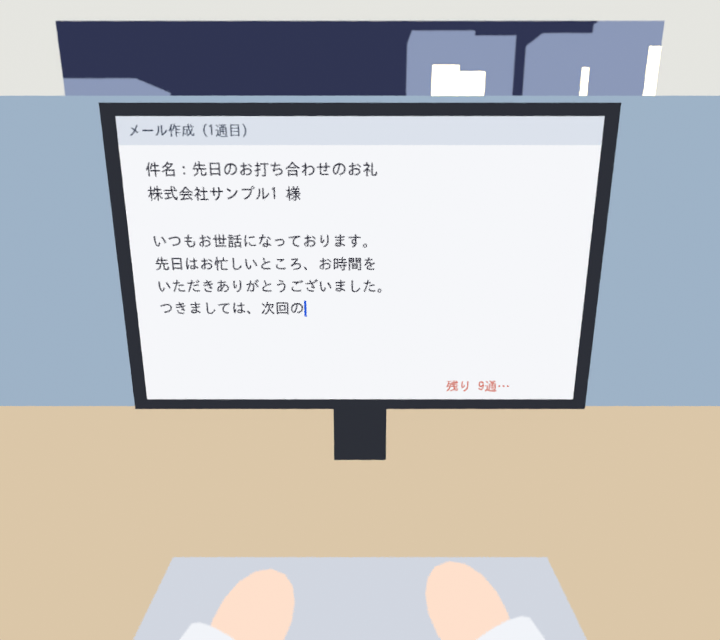 メール作成（1通目）
件名：先日のお打ち合わせのお礼
株式会社サンプル1 様
いつもお世話になっております。
先日はお忙しいところ、お時間を
いただきありがとうございました。
つきましては、次回の
残り 9通…